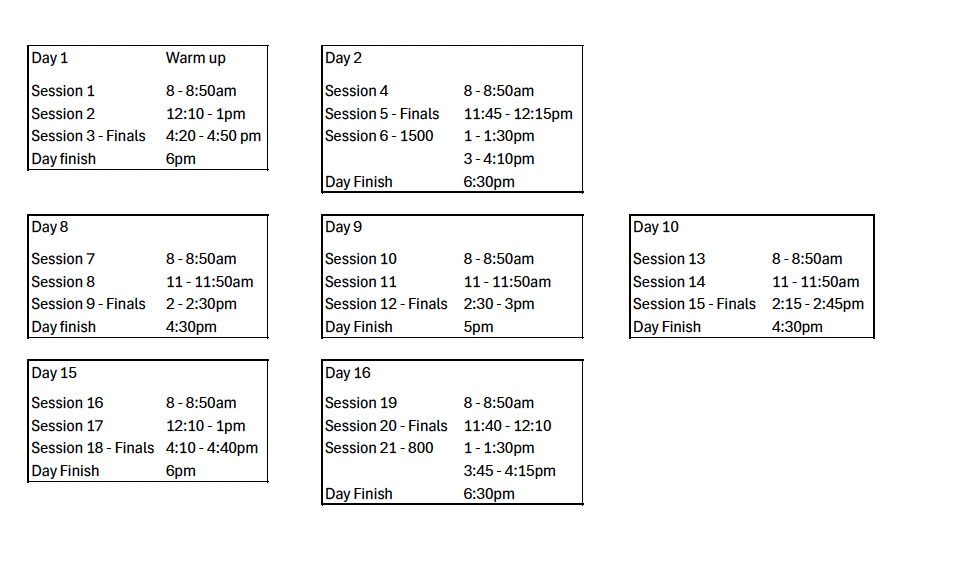 Day 1 Warm up
Session 1 8 - 8:50am
Session 2 12:10 - 1pm
Session 3 - Finals 4:20 - 4:50 pm
Day finish 6pm
Day 2
Session 4 8 - 8:50am
Session 5 - Finals 11:45 - 12:15pm
Session 6 - 1500 1 - 1:30pm
3 - 4:10pm
Day Finish 6:30pm
Day 8
Session 7 8 - 8:50am
Session 8 11 - 11:50am
Session 9 - Finals 2 - 2:30pm
Day finish 4:30pm
Day 9
Session 10 8 - 8:50am
Session 11 11 - 11:50am
Session 12 - Finals 2:30 - 3pm
Day Finish 5pm
Day 10
Session 13 8 - 8:50am
Session 14 11 - 11:50am
Session 15 - Finals 2:15 - 2:45pm
Day Finish 4:30pm
Day 15
Session 16 8 - 8:50am
Session 17 12:10 - 1pm
Session 18 - Finals 4:10 - 4:40pm
Day Finish 6pm
Day 16
Session 19 8 - 8:50am
Session 20 - Finals 11:40 - 12:10
Session 21 - 800 1 - 1:30pm
3:45 - 4:15pm
Day Finish 6:30pm